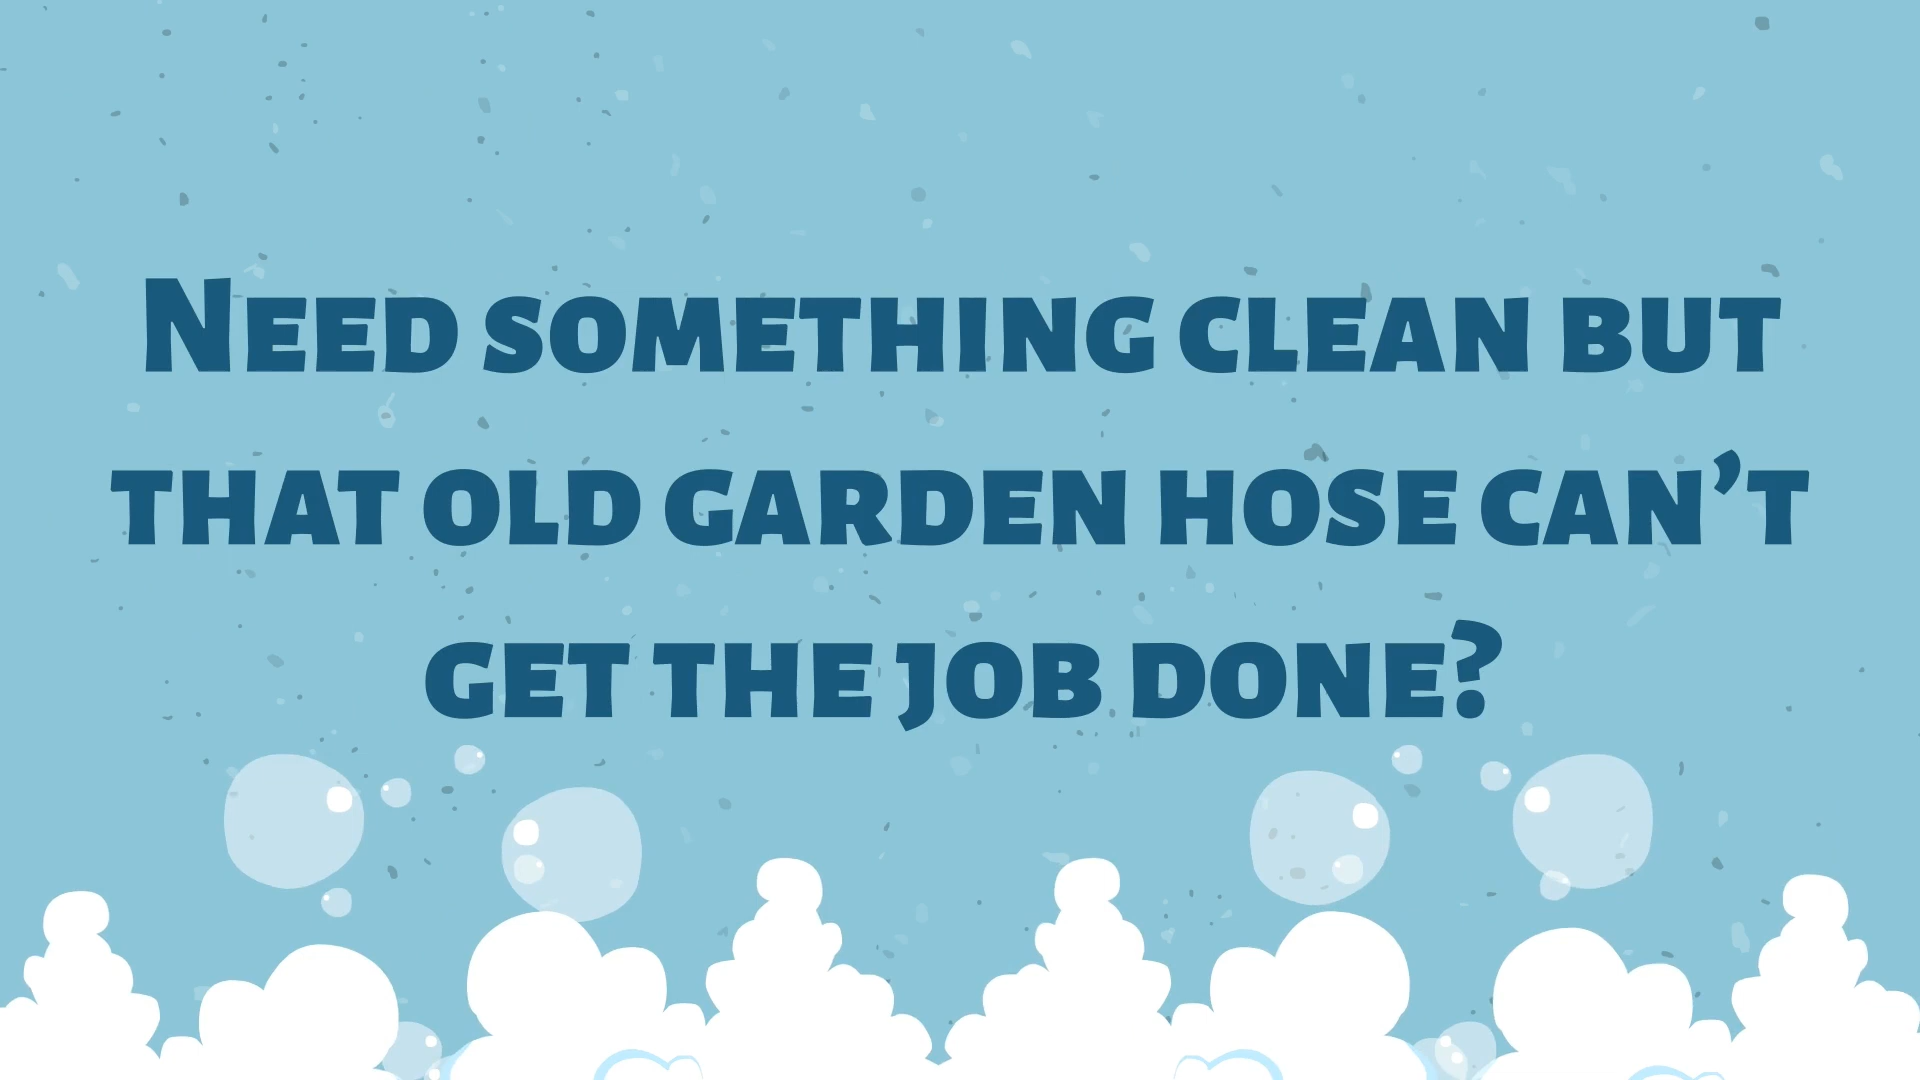 Need something clean but
that old garden hose can’t
get the job done?